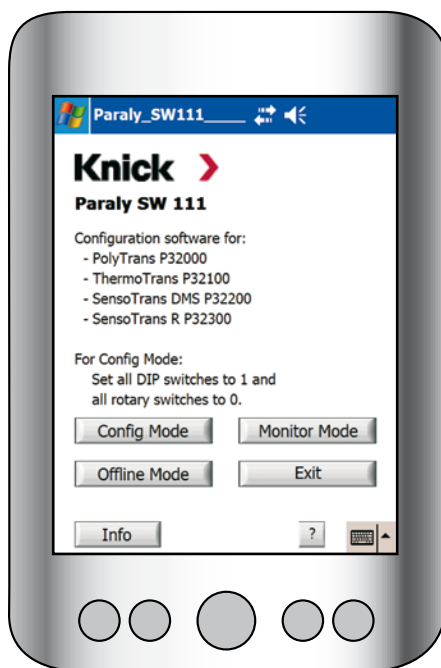 Paraly_SW111____
Knick
Paraly SW 111
Configuration software for:
- PolyTrans P32000
- ThermoTrans P32100
- SensoTrans DMS P32200
- SensoTrans R P32300
For Config Mode:
Set all DIP switches to 1 and
all rotary switches to 0.
Config Mode Monitor Mode
Offline Mode Exit
Info ?